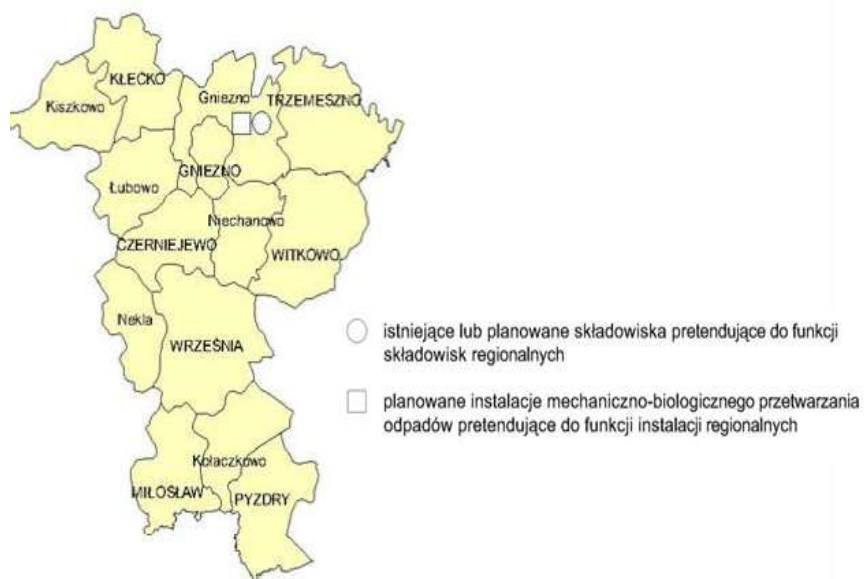 KŁECKO
Kiszkowo
Gniezno
TRZEMESZNO
GNIEZNO
Łubowo
Niechanowo
CZERNIEJEWO
WITKOWO
Nekla
WRZEŚNIA
istniejące lub planowane składowiska pretendujące do funkcji
składowisk regionalnych
planowane instalacje mechaniczno-biologicznego przetwarzania
odpadów pretendujące do funkcji instalacji regionalnych
Kołaczkowo
MIŁOSŁAW
PYZDRY